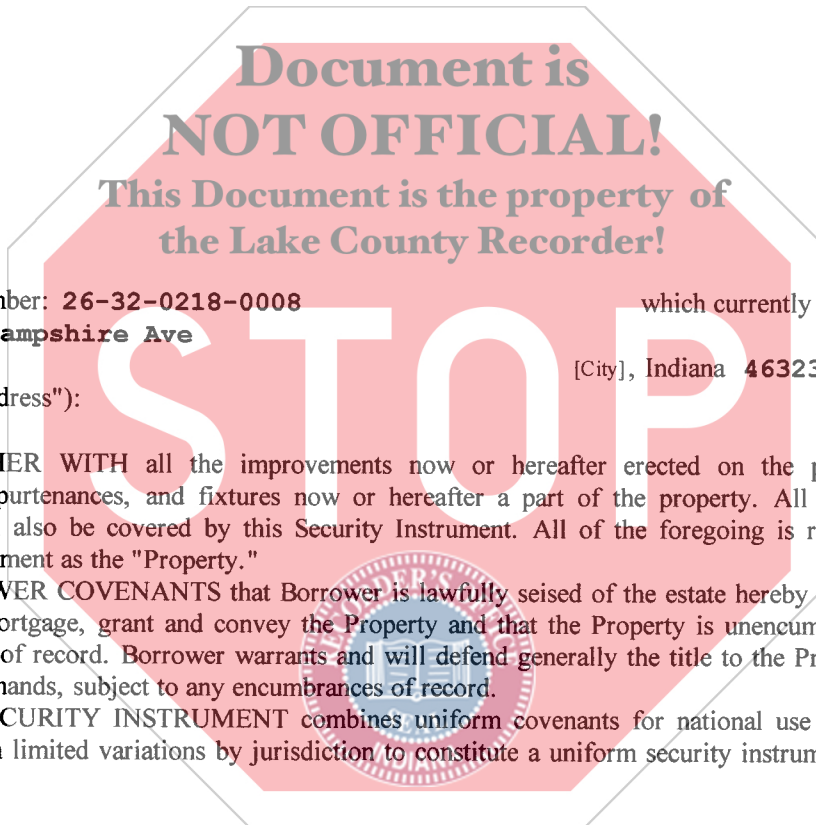 Document is
NOT OFFICIAL!
This Document is the property of
the Lake County Recorder!
STOP
nber: 26-32-0218-0008 which currently
ampshire Ave
[City], Indiana 46323
dress"):
IER WITH all the improvements now or hereafter erected on the p
purtenances, and fixtures now or hereafter a part of the property. All
also be covered by this Security Instrument. All of the foregoing is r
ment as the "Property."
VER COVENANTS that Borrower is lawfully seised of the estate hereby
ortgage, grant and convey the Property and that the Property is unencum
of record. Borrower warrants and will defend generally the title to the Pr
nands, subject to any encumbrances of record.
CURITY INSTRUMENT combines uniform covenants for national use
limited variations by jurisdiction to constitute a uniform security instrum
RECORDER'S
SEAL
INDIANA